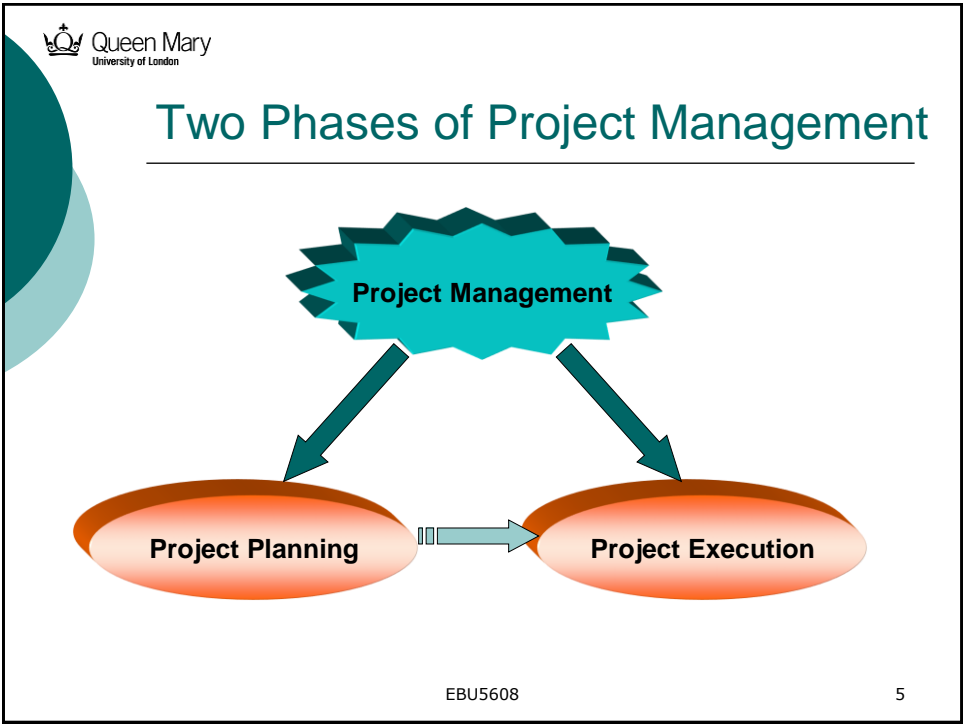 Queen Mary
University of London
Two Phases of Project Management
Project Management
Project Planning
Project Execution
EBU5608
5